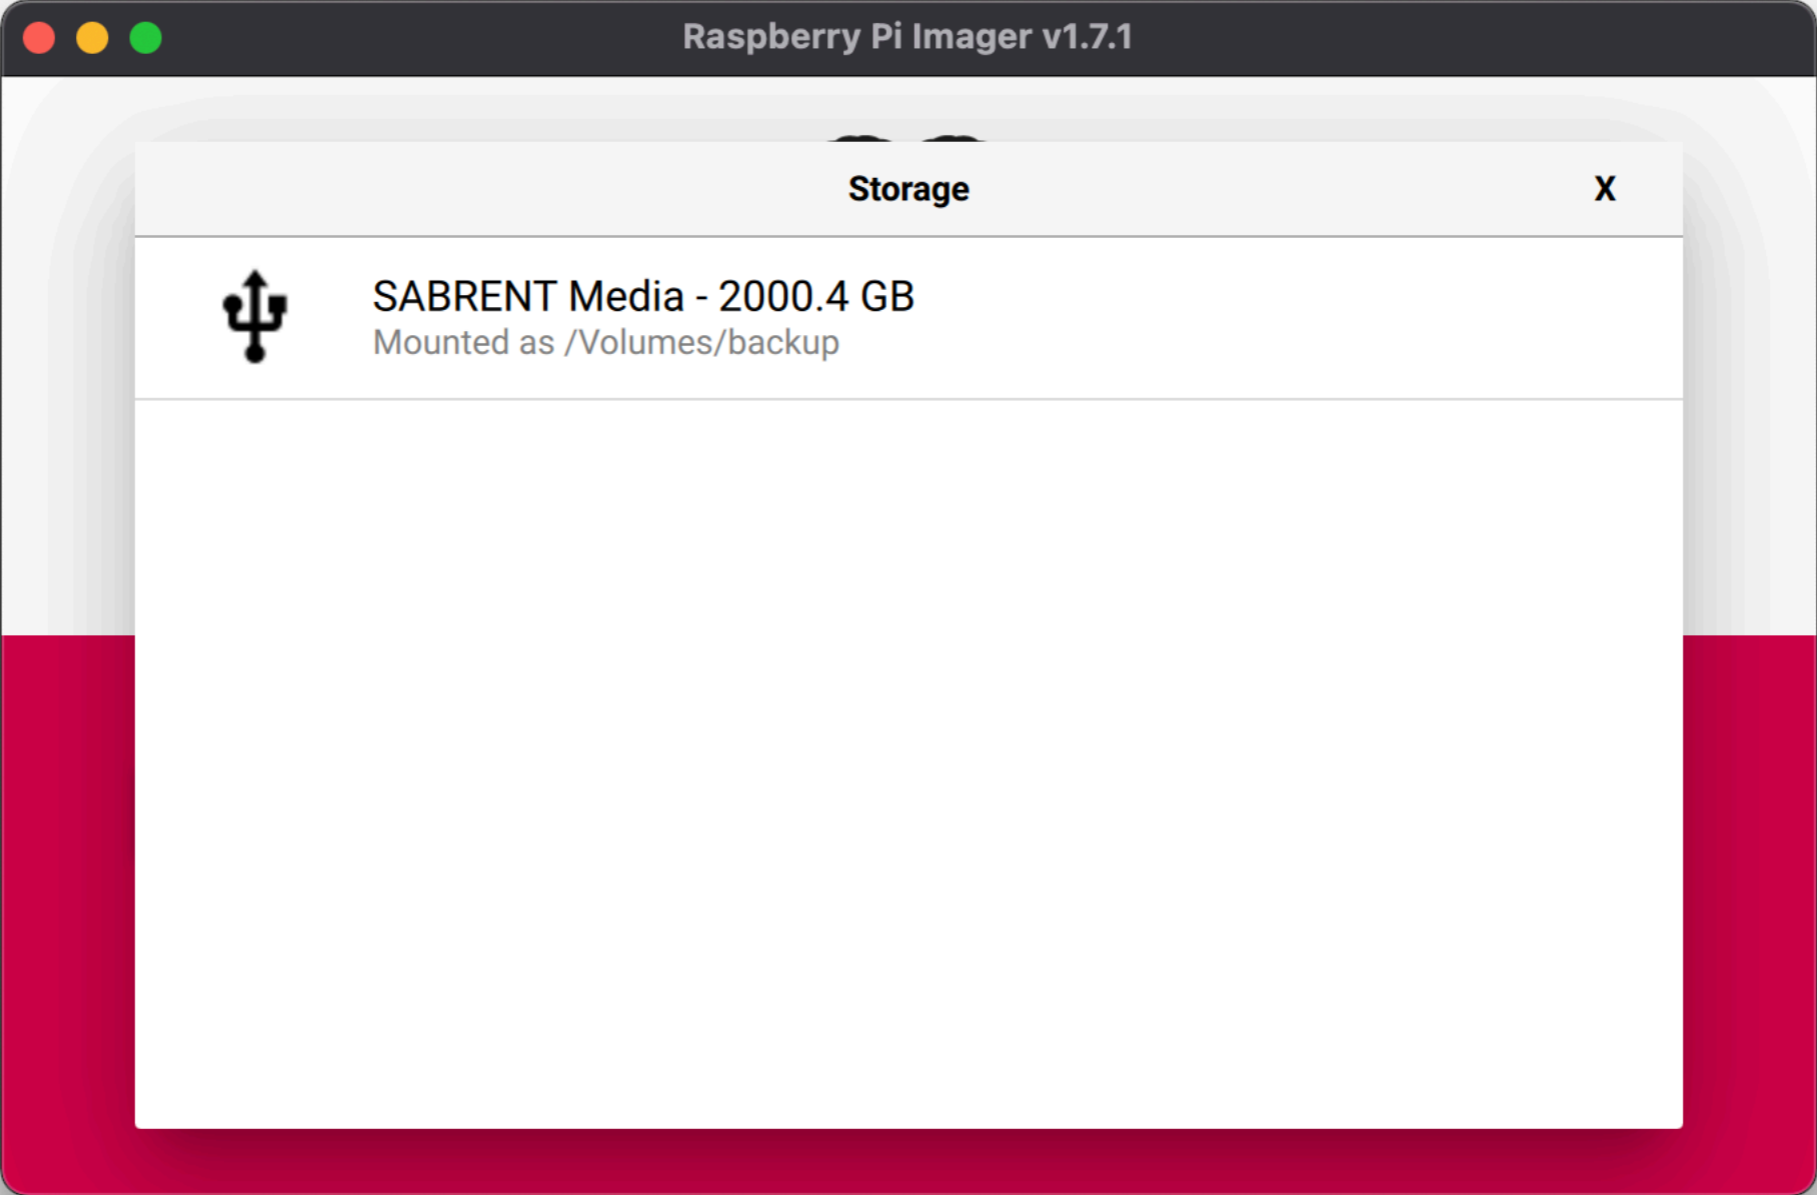 Raspberry Pi Imager v1.7.1
Storage X
SABRENT Media - 2000.4 GB
Mounted as /Volumes/backup